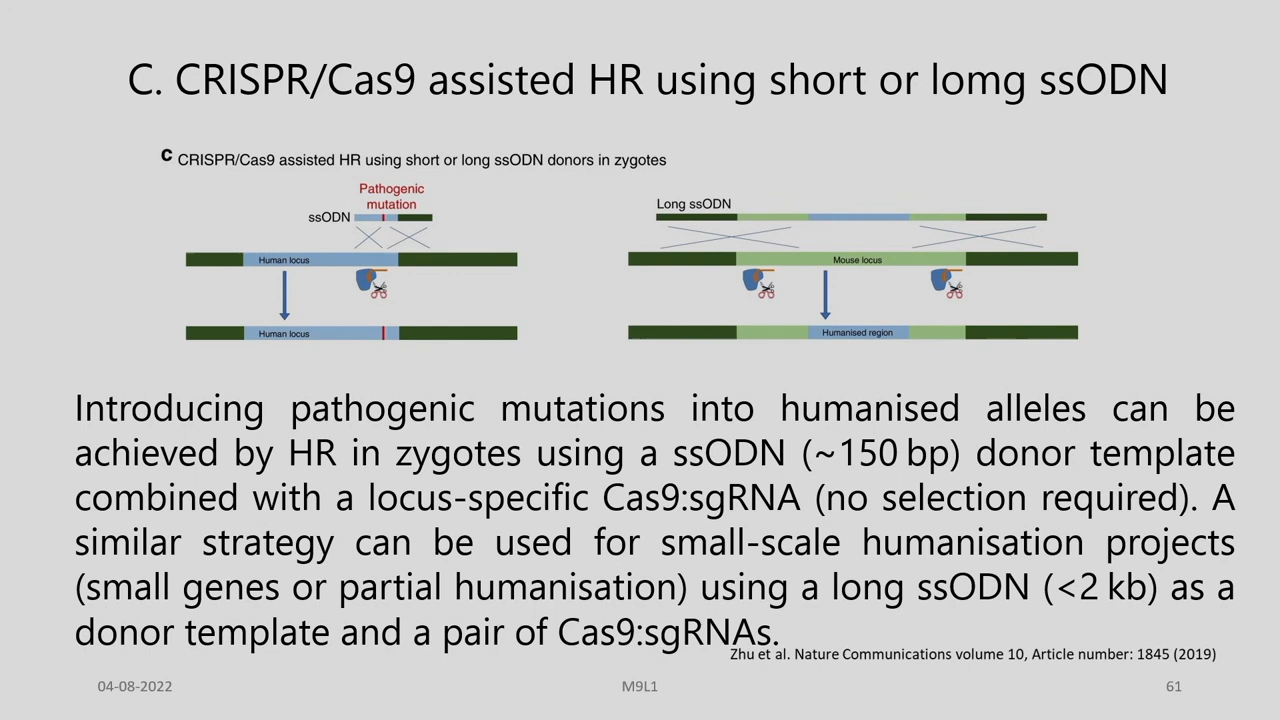 C. CRISPR/Cas9 assisted HR using short or lomg ssODN
c CRISPR/Cas9 assisted HR using short or long ssODN donors in zygotes
Pathogenic
mutation
ssODN
Human locus
Human locus
Long ssODN
Mouse locus
Humanised region
Introducing pathogenic mutations into humanised alleles can be
achieved by HR in zygotes using a ssODN (~150 bp) donor template
combined with a locus-specific Cas9:sgRNA (no selection required). A
similar strategy can be used for small-scale humanisation projects
(small genes or partial humanisation) using a long ssODN (<2 kb) as a
donor template and a pair of Cas9:sgRNAs.
Zhu et al. Nature Communications volume 10, Article number: 1845 (2019)
04-08-2022
M9L1
61